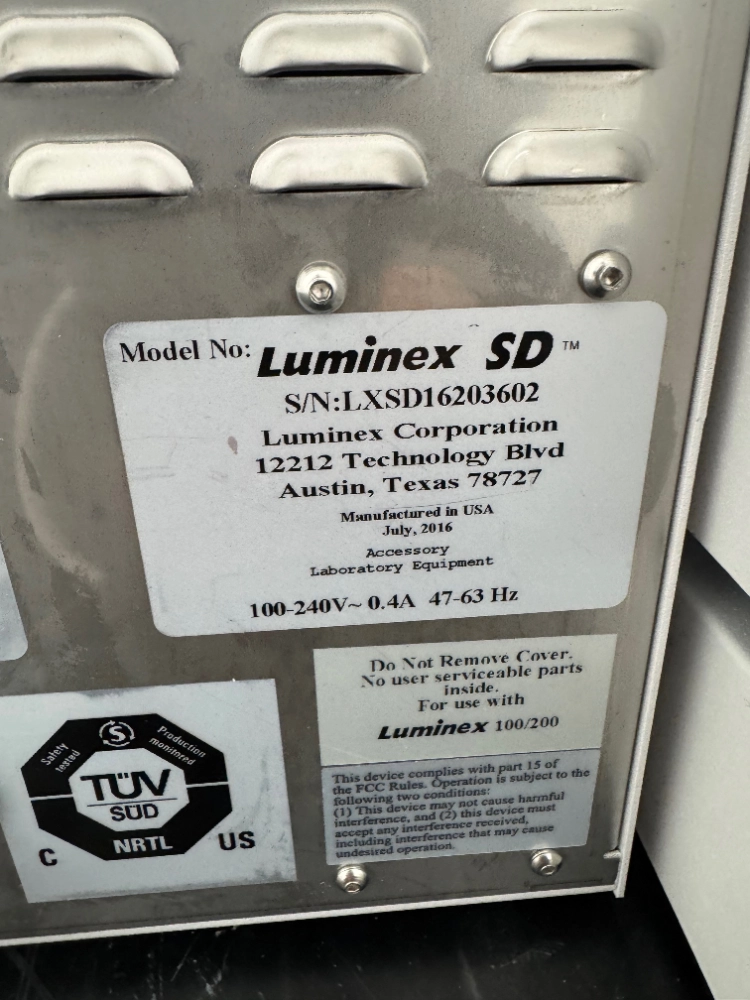 Model No: Luminex SD™
S/N:LXSD16203602
Luminex Corporation
12212 Technology Blvd
Austin, Texas 78727
Manufactured in USA
July, 2016
Accessory
Laboratory Equipment
100-240V~ 0.4A 47-63 Hz
Do Not Remove Cover.
No user serviceable parts
inside.
For use with
Luminex 100/200
This device complies with part 15 of
the FCC Rules. Operation is subject to the
following two conditions:
(1) This device may not cause harmful
interference, and (2) this device must
accept any interference received,
including interference that may cause
undesired operation.
Safety
tested
S
Production
monitored
TÜV
SÜD
NRTL
C
US